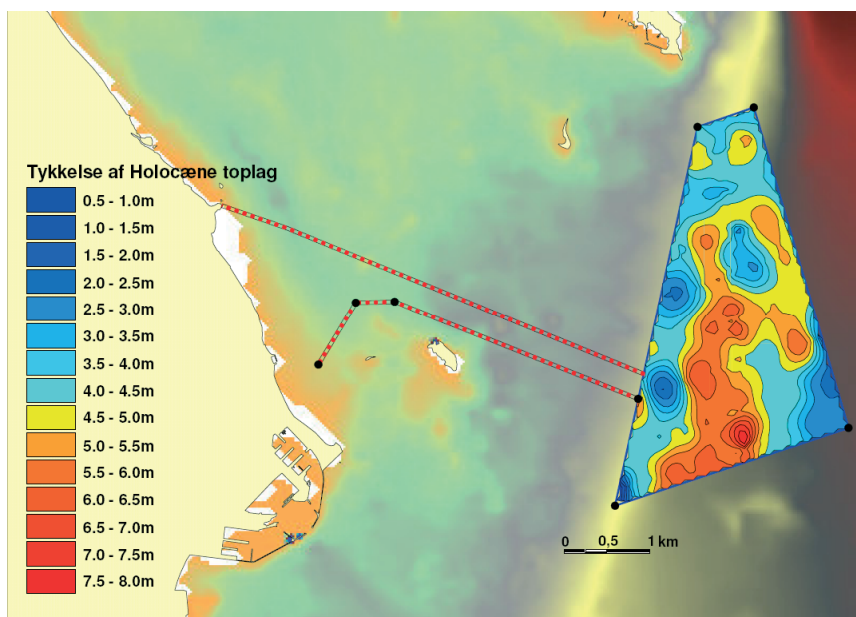 Tykkelse af Holocæne toplag
0.5 - 1.0m
1.0 - 1.5m
1.5 - 2.0m
2.0 - 2.5m
2.5 - 3.0m
3.0 - 3.5m
3.5 - 4.0m
4.0 - 4.5m
4.5 - 5.0m
5.0 - 5.5m
5.5 - 6.0m
6.0 - 6.5m
6.5 - 7.0m
7.0 - 7.5m
7.5 - 8.0m
0 0,5 1 km